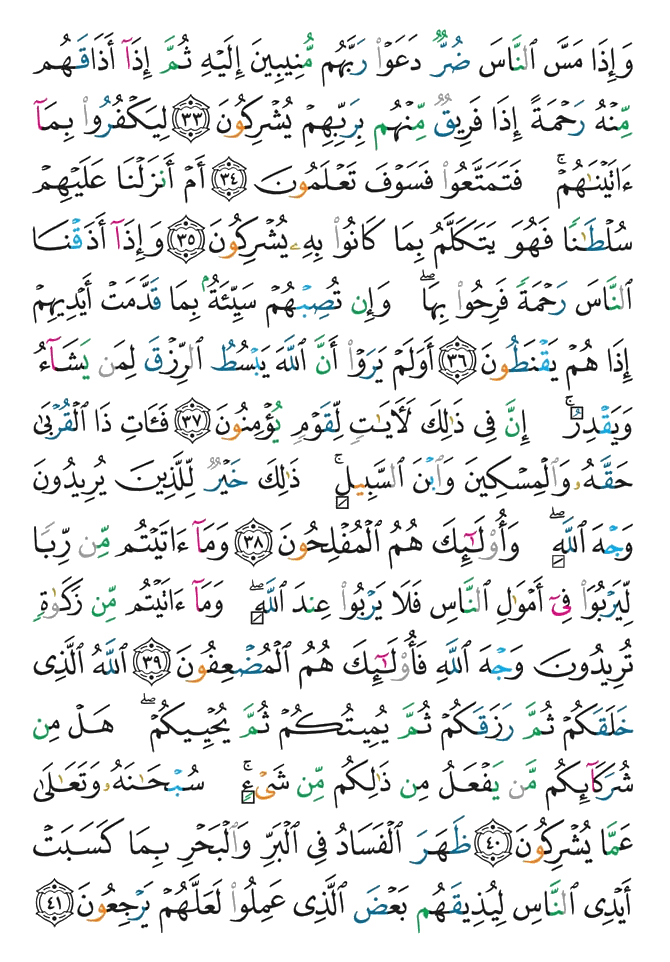 وَإِذَا مَسَّ ٱلنَّاسَ ضُرٌّ دَعَوْا۟ رَبَّهُم مُّنِيبِينَ إِلَيْهِ ثُمَّ إِذَآ أَذَاقَهُم
مِّنْهُ رَحْمَةً إِذَا فَرِيقٌ مِّنْهُم بِرَبِّهِمْ يُشْرِكُونَ ٣٣ لِيَكْفُرُوا۟ بِمَآ
ءَاتَيْنَٰهُمْ ۚ فَتَمَتَّعُوا۟ فَسَوْفَ تَعْلَمُونَ ٣٤ أَمْ أَنزَلْنَا عَلَيْهِمْ
سُلْطَٰنًا فَهُوَ يَتَكَلَّمُ بِمَا كَانُوا۟ بِهِۦ يُشْرِكُونَ ٣٥ وَإِذَآ أَذَقْنَا
ٱلنَّاسَ رَحْمَةً فَرِحُوا۟ بِهَا ۖ وَإِن تُصِبْهُمْ سَيِّئَةٌۢ بِمَا قَدَّمَتْ أَيْدِيهِمْ
إِذَا هُمْ يَقْنَطُونَ ٣٦ أَوَلَمْ يَرَوْا۟ أَنَّ ٱللَّهَ يَبْسُطُ ٱلرِّزْقَ لِمَن يَشَآءُ
وَيَقْدِرُ ۚ إِنَّ فِى ذَٰلِكَ لَـَٔايَٰتٍ لِّقَوْمٍ يُؤْمِنُونَ ٣٧ فَـَٔاتِ ذَا ٱلْقُرْبَىٰ
حَقَّهُۥ وَٱلْمِسْكِينَ وَٱبْنَ ٱلسَّبِيلِ ۚ ذَٰلِكَ خَيْرٌ لِّلَّذِينَ يُرِيدُونَ
وَجْهَ ٱللَّهِ ۖ وَأُو۟لَٰٓئِكَ هُمُ ٱلْمُفْلِحُونَ ٣٨ وَمَآ ءَاتَيْتُم مِّن رِّبًا
لِّيَرْبُوَا۟ فِىٓ أَمْوَٰلِ ٱلنَّاسِ فَلَا يَرْبُوا۟ عِندَ ٱللَّهِ ۖ وَمَآ ءَاتَيْتُم مِّن زَكَوٰةٍ
تُرِيدُونَ وَجْهَ ٱللَّهِ فَأُو۟لَٰٓئِكَ هُمُ ٱلْمُضْعِفُونَ ٣٩ ٱللَّهُ ٱلَّذِى
خَلَقَكُمْ ثُمَّ رَزَقَكُمْ ثُمَّ يُمِيتُكُمْ ثُمَّ يُحْيِيكُمْ ۖ هَلْ مِن
شُرَكَآئِكُم مَّن يَفْعَلُ مِن ذَٰلِكُم مِّن شَىْءٍ ۚ سُبْحَٰنَهُۥ وَتَعَٰلَىٰ
عَمَّا يُشْرِكُونَ ٤٠ ظَهَرَ ٱلْفَسَادُ فِى ٱلْبَرِّ وَٱلْبَحْرِ بِمَا كَسَبَتْ
أَيْدِى ٱلنَّاسِ لِيُذِيقَهُم بَعْضَ ٱلَّذِى عَمِلُوا۟ لَعَلَّهُمْ يَرْجِعُونَ ٤١